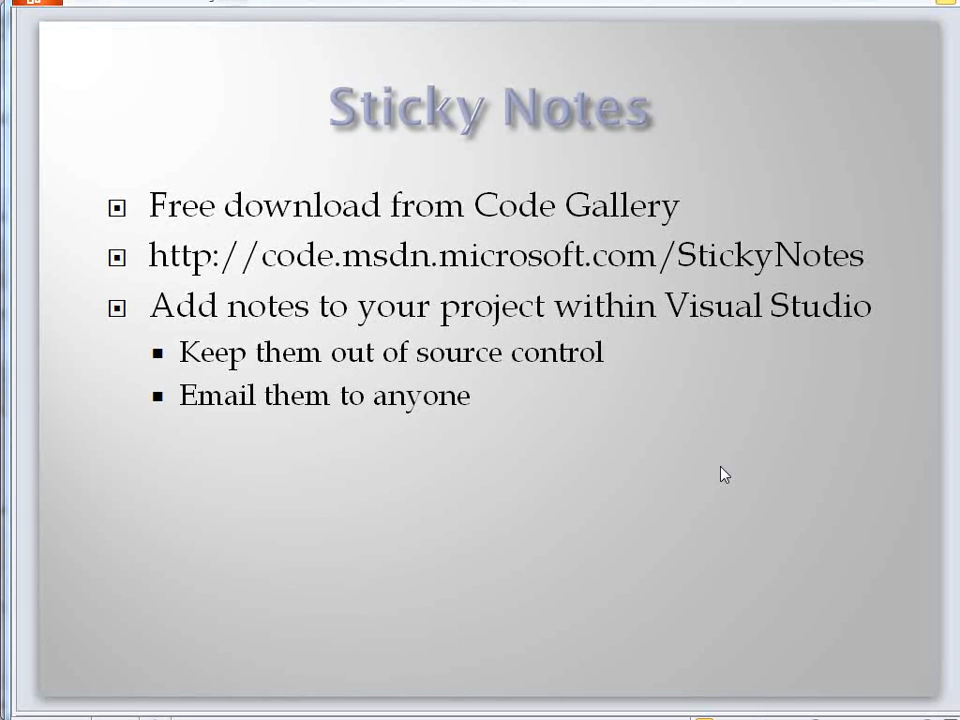 Sticky Notes
Free download from Code Gallery
http://code.msdn.microsoft.com/StickyNotes
Add notes to your project within Visual Studio
Keep them out of source control
Email them to anyone